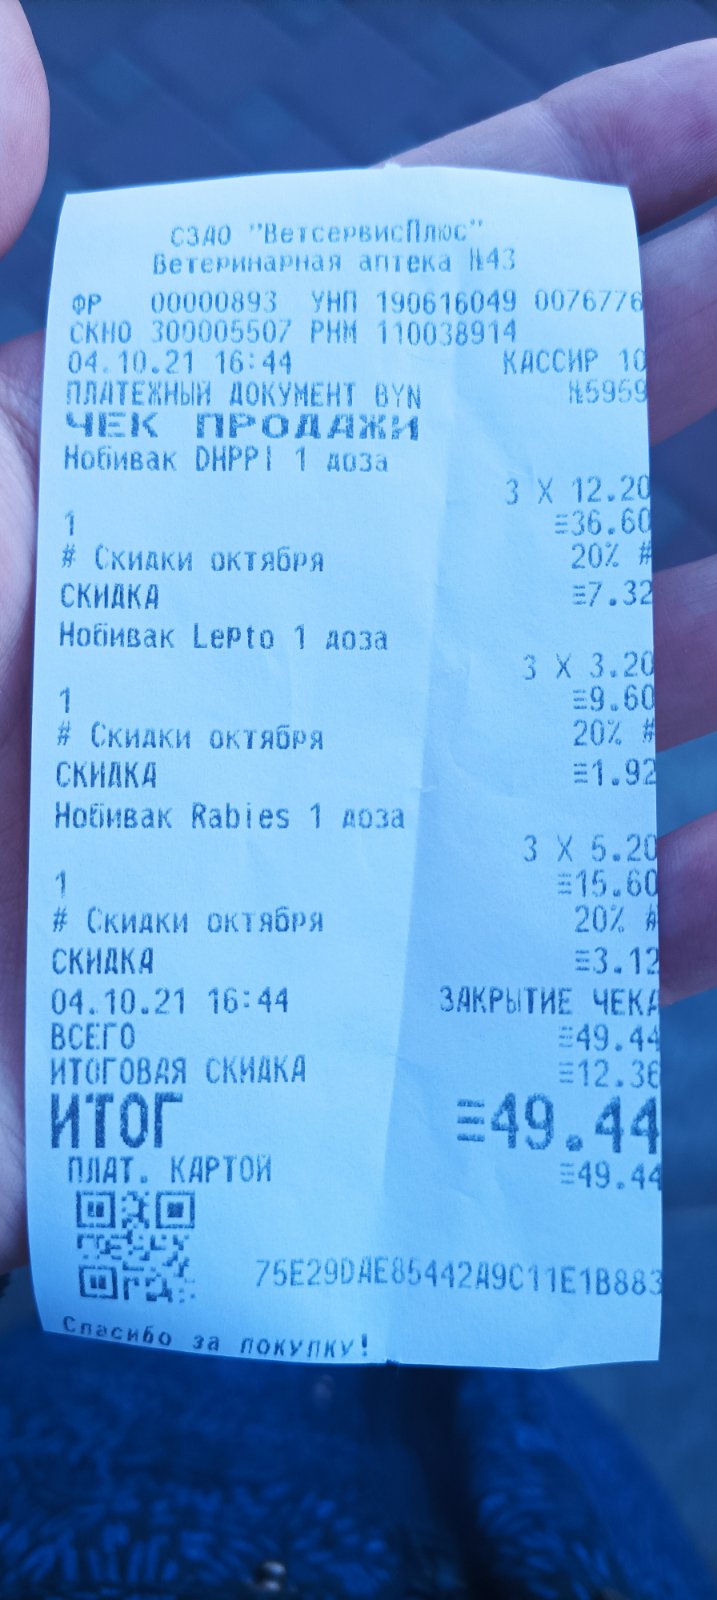 СЗАО "ВетсервисПлюс"
Ветеринарная аптека №43
ФР 00000893 УНП 190616049 0076776
СКНО 300005507 РНМ 110038914
04.10.21 16:44 КАССИР 10
ПЛАТЕЖНЫЙ ДОКУМЕНТ BYN №5959
ЧЕК ПРОДАЖИ
Нобивак DHPPI 1 доза
3 X 12.20
1 ≡36.60
# Скидки октября 20% #
СКИДКА ≡7.32
Нобивак Lepto 1 доза
3 X 3.20
1 ≡9.60
# Скидки октября 20% #
СКИДКА ≡1.92
Нобивак Rabies 1 доза
3 X 5.20
1 ≡15.60
# Скидки октября 20% #
СКИДКА ≡3.12
04.10.21 16:44 ЗАКРЫТИЕ ЧЕКА
ВСЕГО ≡49.44
ИТОГОВАЯ СКИДКА ≡12.36
ИТОГ ≡49.44
ПЛАТ. КАРТОЙ ≡49.44
75E29DAE85442A9C11E1B883
Спасибо за покупку!